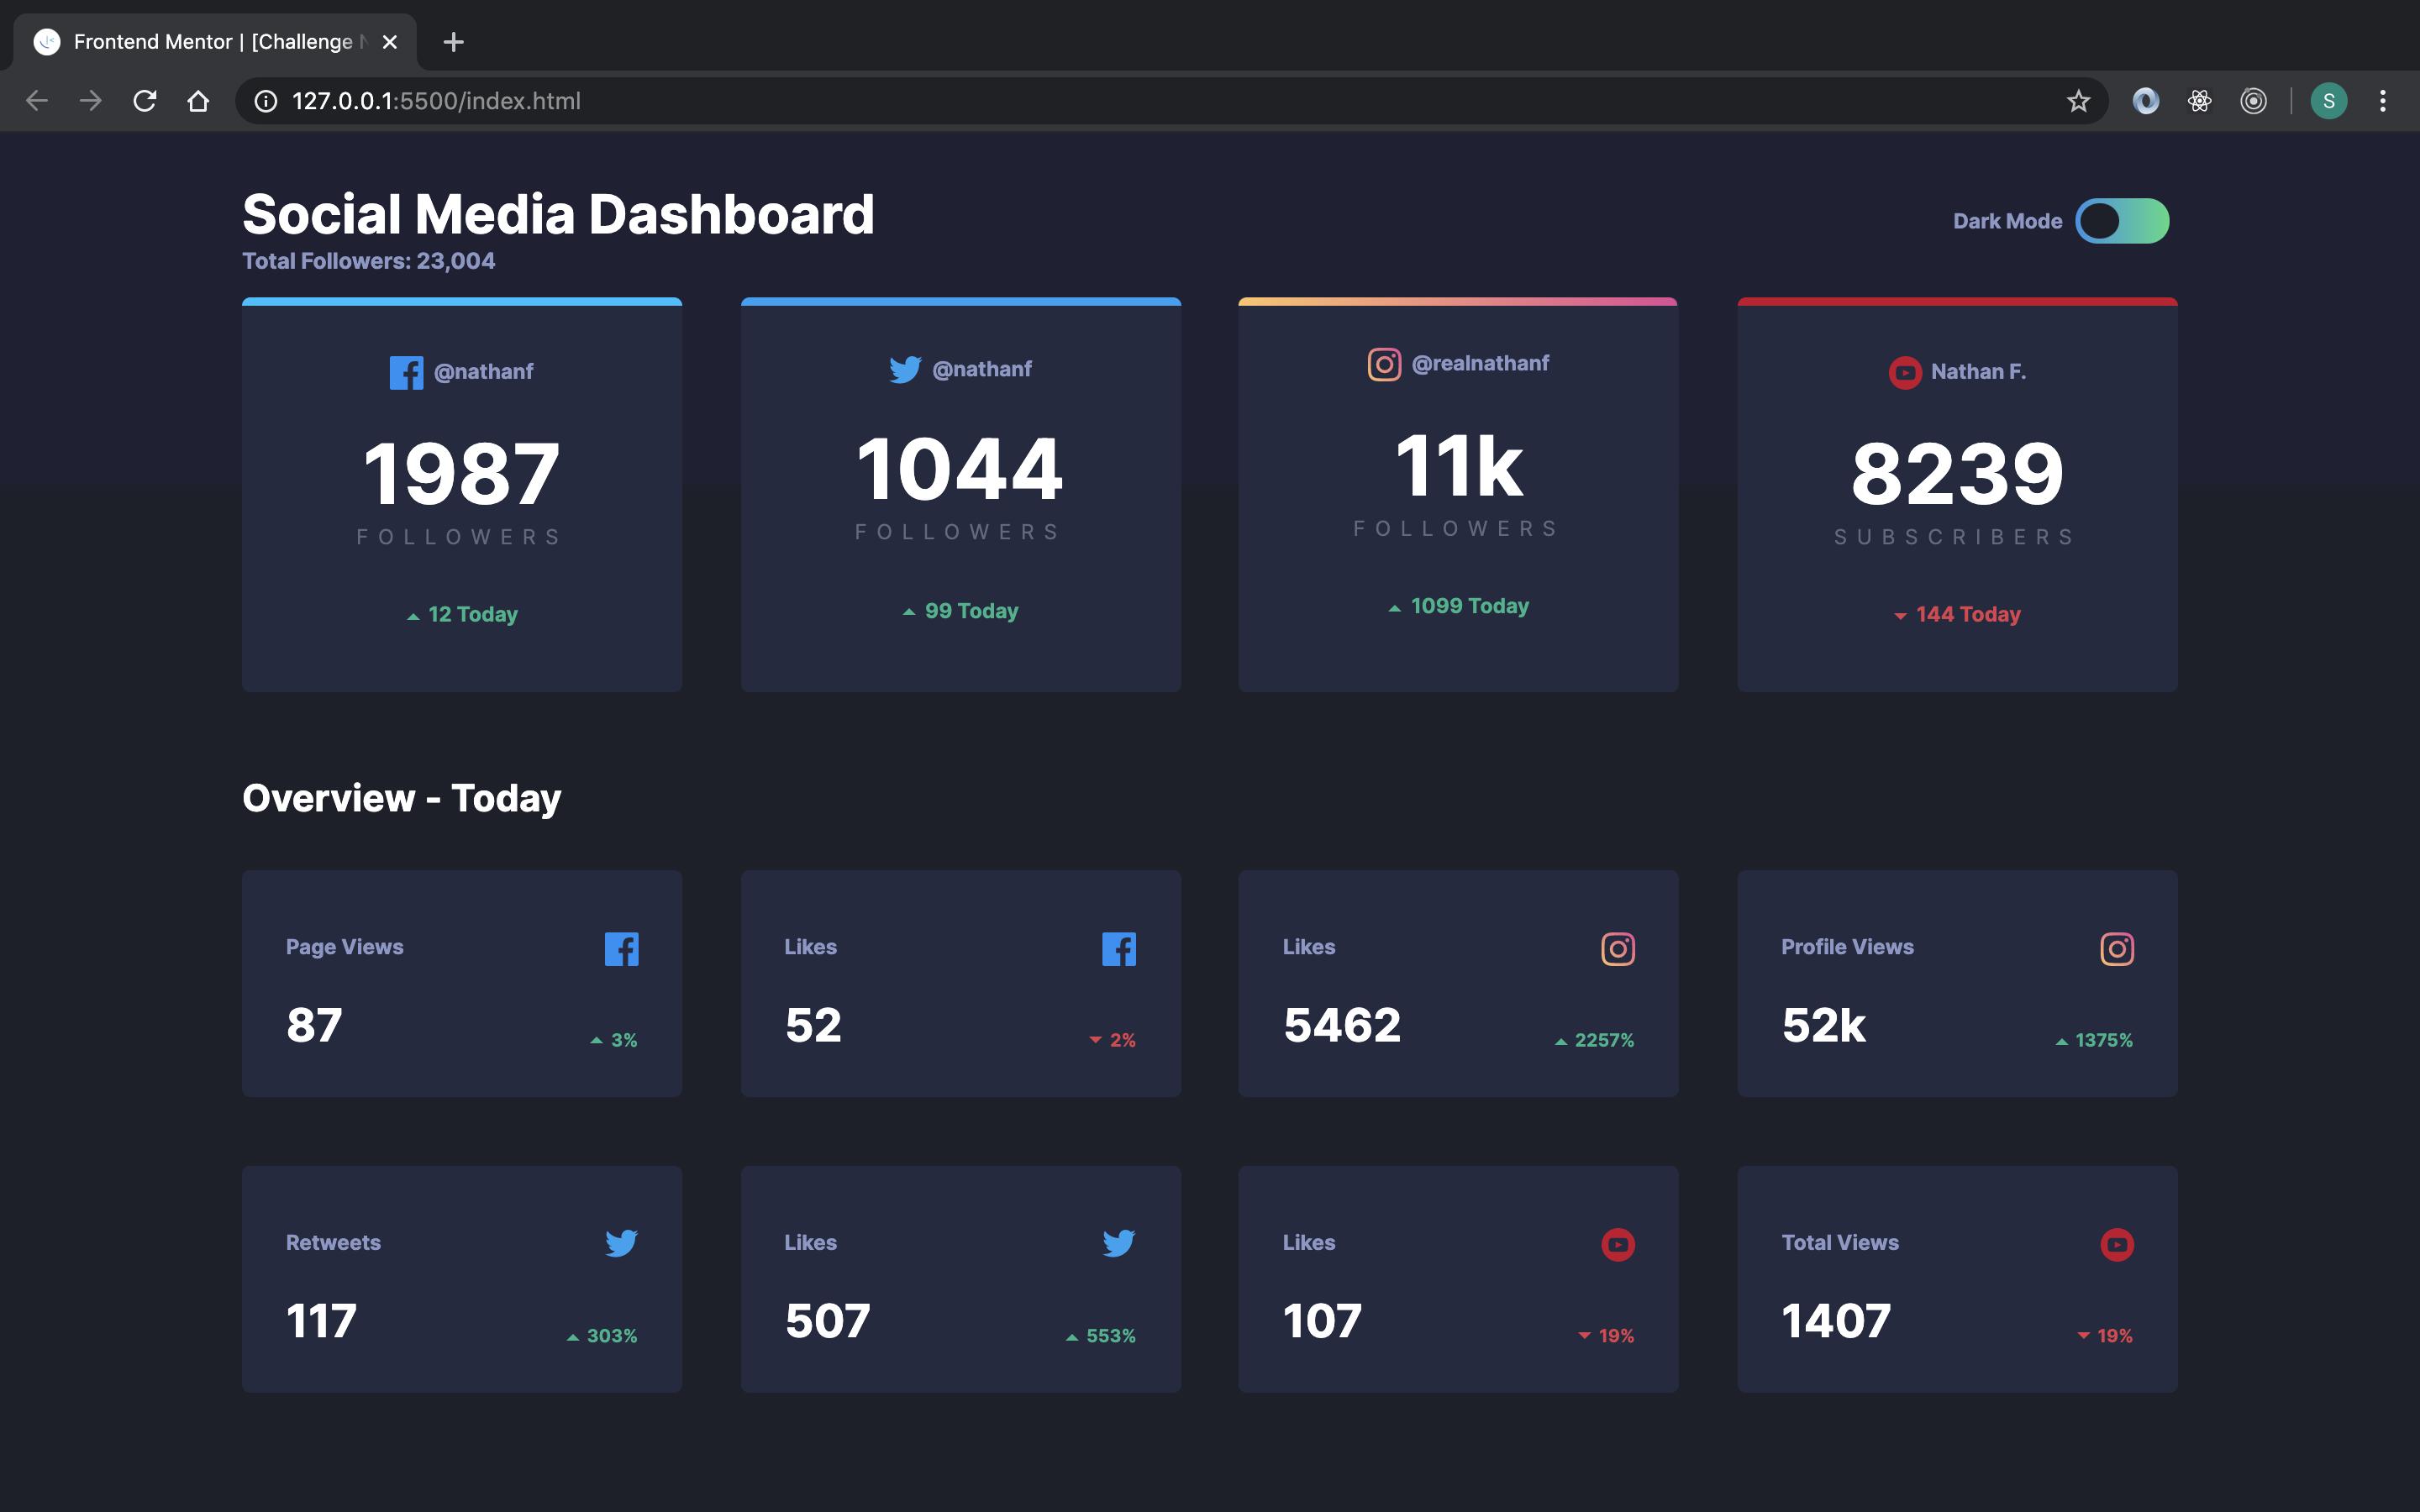 Frontend Mentor | [Challenge
127.0.0.1:5500/index.html
S
Social Media Dashboard
Total Followers: 23,004
Dark Mode
@nathanf
1987
FOLLOWERS
12 Today
@nathanf
1044
FOLLOWERS
99 Today
@realnathanf
11k
FOLLOWERS
1099 Today
Nathan F.
8239
SUBSCRIBERS
144 Today
Overview - Today
Page Views
87
3%
Likes
52
2%
Likes
5462
2257%
Profile Views
52k
1375%
Retweets
117
303%
Likes
507
553%
Likes
107
19%
Total Views
1407
19%